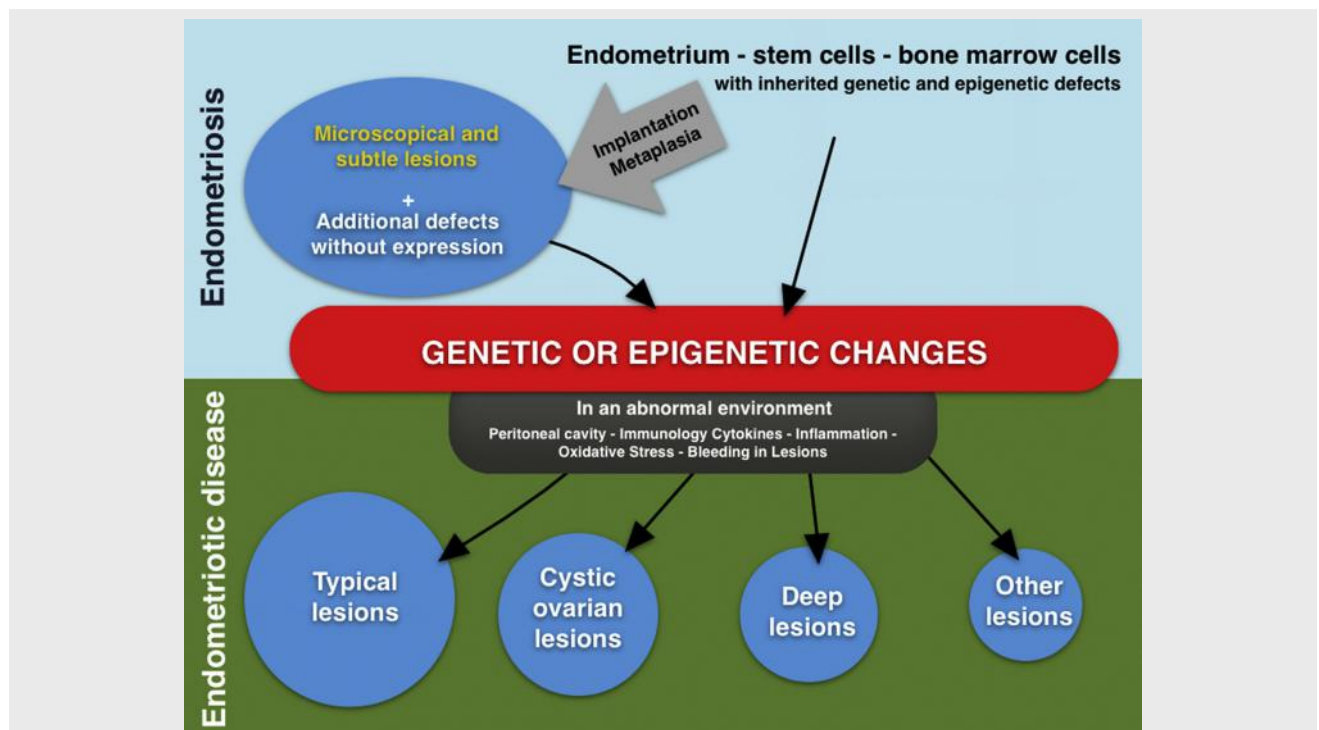 Endometrium - stem cells - bone marrow cells
with inherited genetic and epigenetic defects
Implantation
Metaplasia
Endometriosis
Microscopical and
subtle lesions
+
Additional defects
without expression
GENETIC OR EPIGENETIC CHANGES
In an abnormal environment
Peritoneal cavity - Immunology Cytokines - Inflammation -
Oxidative Stress - Bleeding in Lesions
Endometriotic disease
Typical
lesions
Cystic
ovarian
lesions
Deep
lesions
Other
lesions